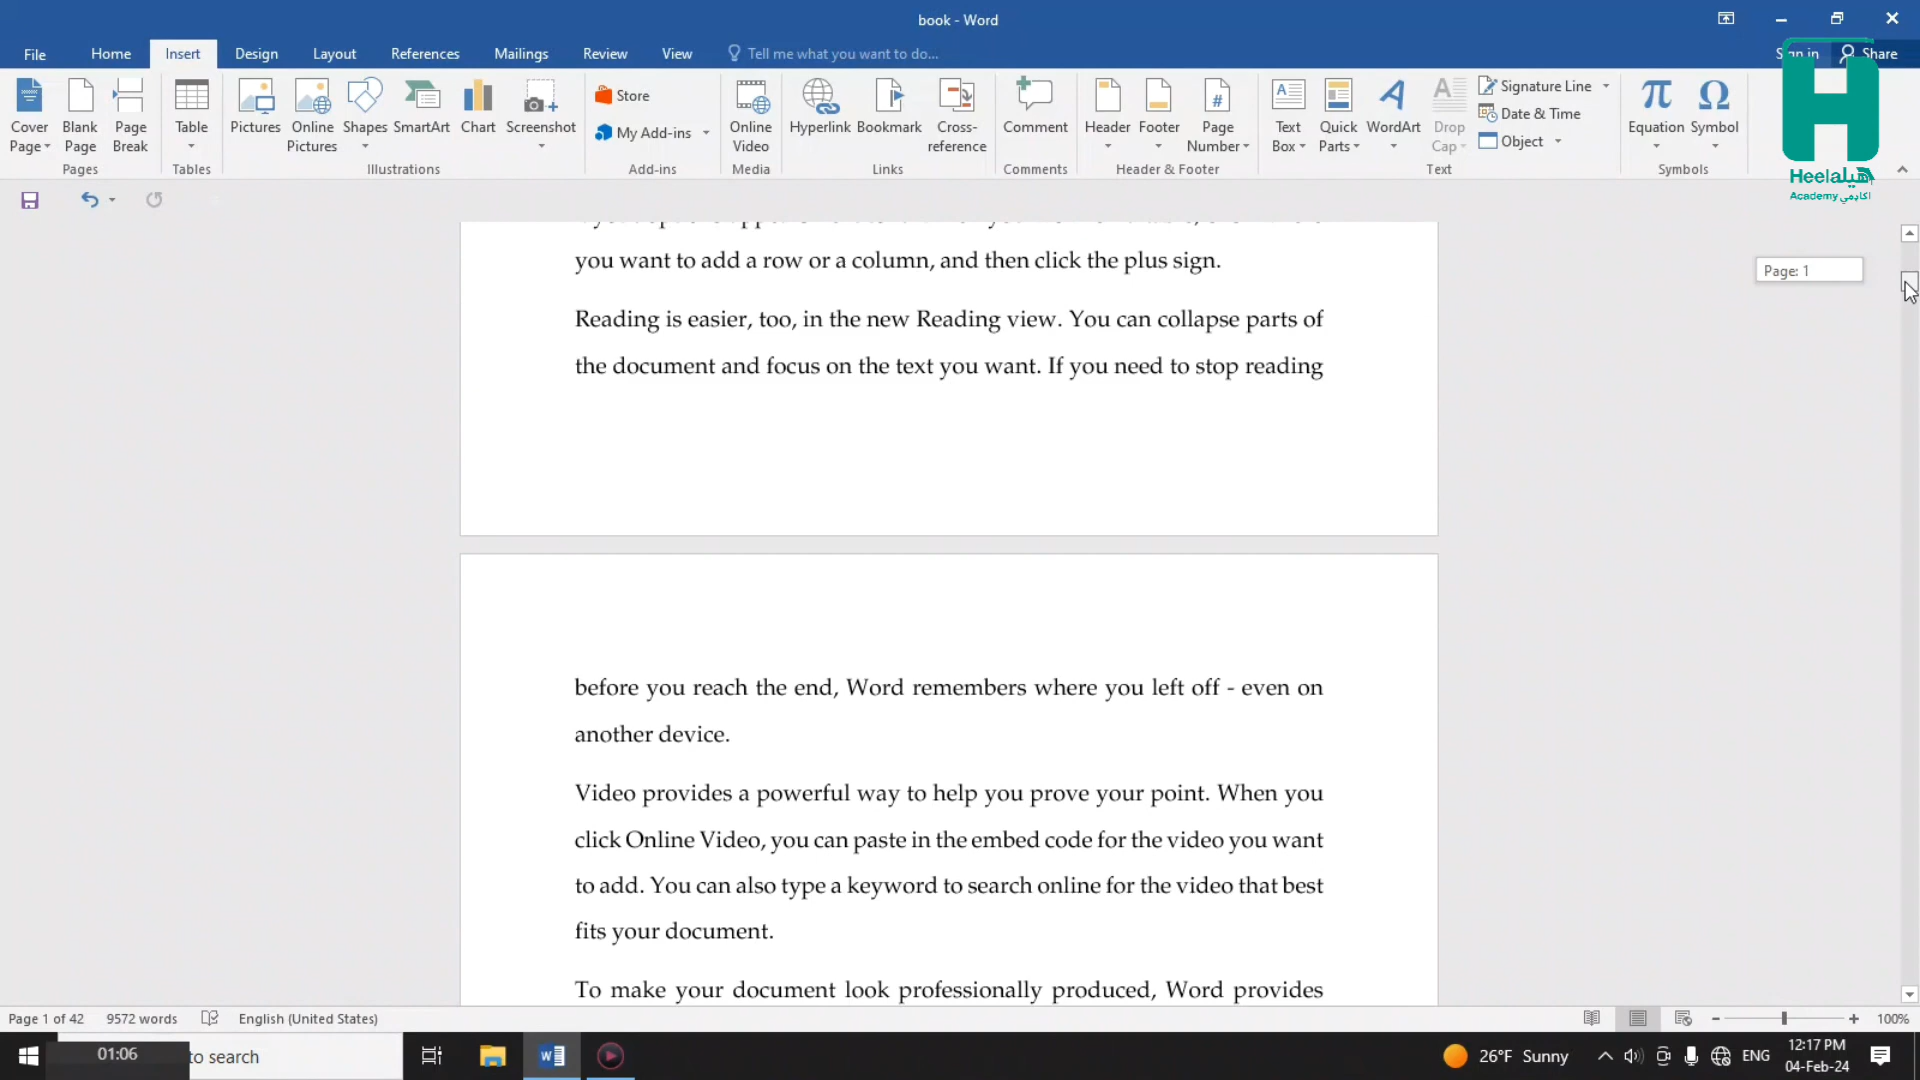 book - Word
File Home Insert Design Layout References Mailings Review View Tell me what you want to do... Sign in Share
Cover Page Blank Page Page Break Table Pictures Online Pictures Shapes SmartArt Chart Screenshot Store My Add-ins Online Video Hyperlink Bookmark Cross-reference Comment Header Footer Page Number Text Box Quick Parts WordArt Drop Cap Signature Line Date & Time Object Equation Symbol
Pages Tables Illustrations Add-ins Media Links Comments Header & Footer Text Symbols
Heela هيلا
Academy اكاديمي
you want to add a row or a column, and then click the plus sign.
Page: 1
Reading is easier, too, in the new Reading view. You can collapse parts of
the document and focus on the text you want. If you need to stop reading
before you reach the end, Word remembers where you left off - even on
another device.
Video provides a powerful way to help you prove your point. When you
click Online Video, you can paste in the embed code for the video you want
to add. You can also type a keyword to search online for the video that best
fits your document.
To make your document look professionally produced, Word provides
Page 1 of 42 9572 words English (United States) 100%
01:06 to search 26°F Sunny ENG 12:17 PM
04-Feb-24